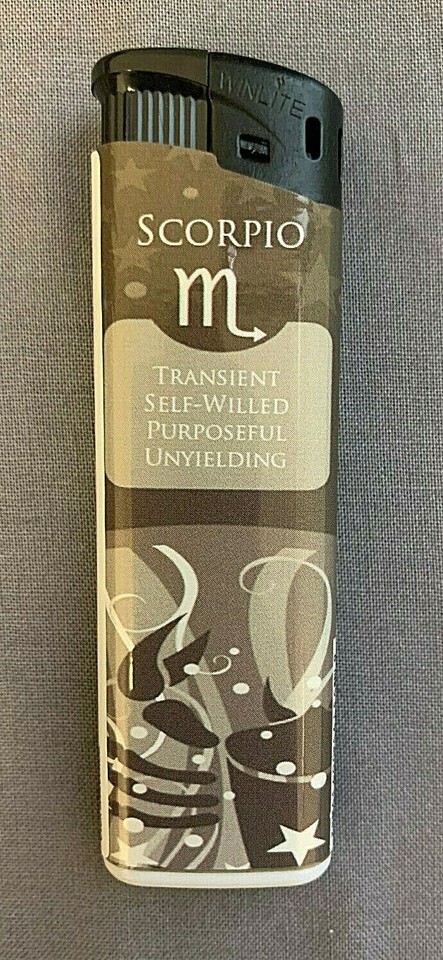 WINLITE
SCORPIO
TRANSIENT
SELF-WILLED
PURPOSEFUL
UNYIELDING